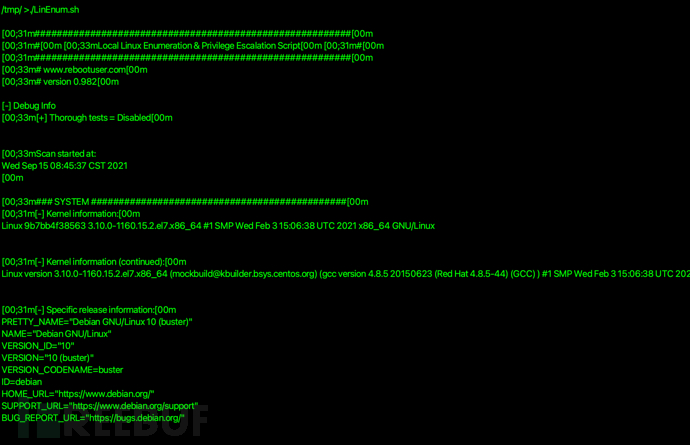 /tmp/ >./LinEnum.sh
[00;31m#########################################################[00m
[00;31m#[00m [00;33mLocal Linux Enumeration & Privilege Escalation Script[00m [00;31m#[00m
[00;31m#########################################################[00m
[00;33m# www.rebootuser.com[00m
[00;33m# version 0.982[00m
[-] Debug Info
[00;33m[+] Thorough tests = Disabled[00m
[00;33mScan started at:
Wed Sep 15 08:45:37 CST 2021
[00m
[00;33m### SYSTEM ##############################################[00m
[00;31m[-] Kernel information:[00m
Linux 9b7bb4f38563 3.10.0-1160.15.2.el7.x86_64 #1 SMP Wed Feb 3 15:06:38 UTC 2021 x86_64 GNU/Linux
[00;31m[-] Kernel information (continued):[00m
Linux version 3.10.0-1160.15.2.el7.x86_64 (mockbuild@kbuilder.bsys.centos.org) (gcc version 4.8.5 20150623 (Red Hat 4.8.5-44) (GCC) ) #1 SMP Wed Feb 3 15:06:38 UTC 202
[00;31m[-] Specific release information:[00m
PRETTY_NAME="Debian GNU/Linux 10 (buster)"
NAME="Debian GNU/Linux"
VERSION_ID="10"
VERSION="10 (buster)"
VERSION_CODENAME=buster
ID=debian
HOME_URL="https://www.debian.org/"
SUPPORT_URL="https://www.debian.org/support"
BUG_REPORT_URL="https://bugs.debian.org/"